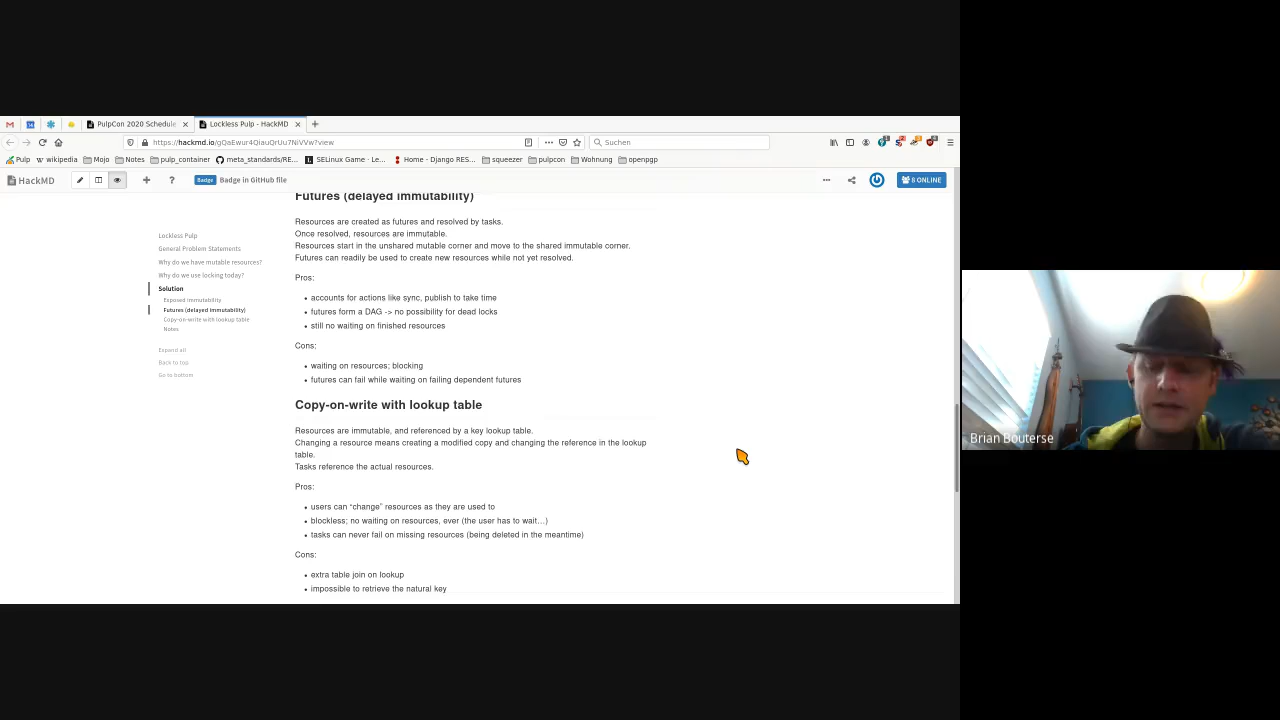 PulpCon 2020 Schedule
Lockless Pulp - HackMD
https://hackmd.io/gQaEwur4QiauQrUu7NiVVw?view
Suchen
Pulp
wikipedia
Mojo
Notes
pulp_container
meta_standards/RE...
SELinux Game - Le...
Home - Django RES...
squeezer
pulpcon
Wohnung
openpgp
HackMD
Badge
Badge in GitHub file
8 ONLINE
Lockless Pulp
General Problem Statements
Why do we have mutable resources?
Why do we use locking today?
Solution
Exposed immutability
Futures (delayed immutability)
Copy-on-write with lookup table
Notes
Expand all
Back to top
Go to bottom
Futures (delayed immutability)
Resources are created as futures and resolved by tasks.
Once resolved, resources are immutable.
Resources start in the unshared mutable corner and move to the shared immutable corner.
Futures can readily be used to create new resources while not yet resolved.
Pros:
• accounts for actions like sync, publish to take time
• futures form a DAG -> no possibility for dead locks
• still no waiting on finished resources
Cons:
• waiting on resources; blocking
• futures can fail while waiting on failing dependent futures
Copy-on-write with lookup table
Resources are immutable, and referenced by a key lookup table.
Changing a resource means creating a modified copy and changing the reference in the lookup
table.
Tasks reference the actual resources.
Pros:
• users can “change” resources as they are used to
• blockless; no waiting on resources, ever (the user has to wait…)
• tasks can never fail on missing resources (being deleted in the meantime)
Cons:
• extra table join on lookup
• impossible to retrieve the natural key
Brian Bouterse